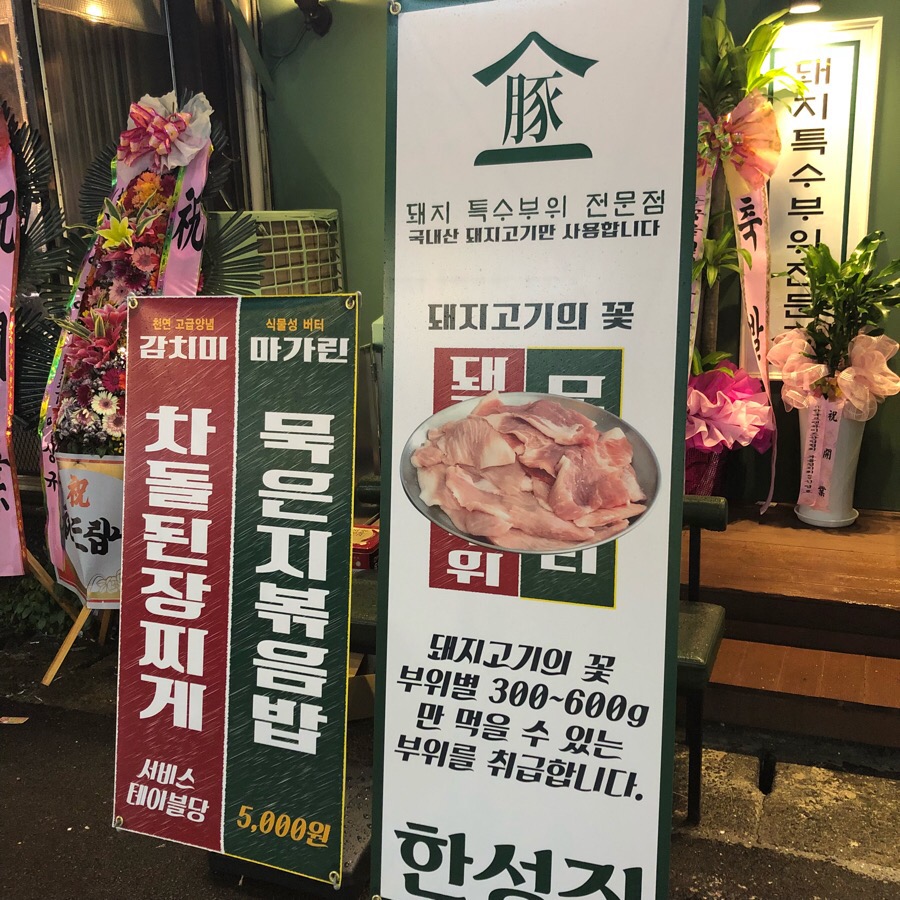 豚
돼지 특수부위 전문점
국내산 돼지고기만 사용합니다
돼지고기의 꽃
부위
돼지고기의 꽃
부위별 300~600g
만 먹을 수 있는
부위를 취급합니다.
한성
천연 고급양념
감치미
차돌된장찌게
서비스
테이블당
식물성 버터
마가린
묵은지볶음밥
5,000원
돼지특수부위전문
축
祝
祝
祝
祝 開